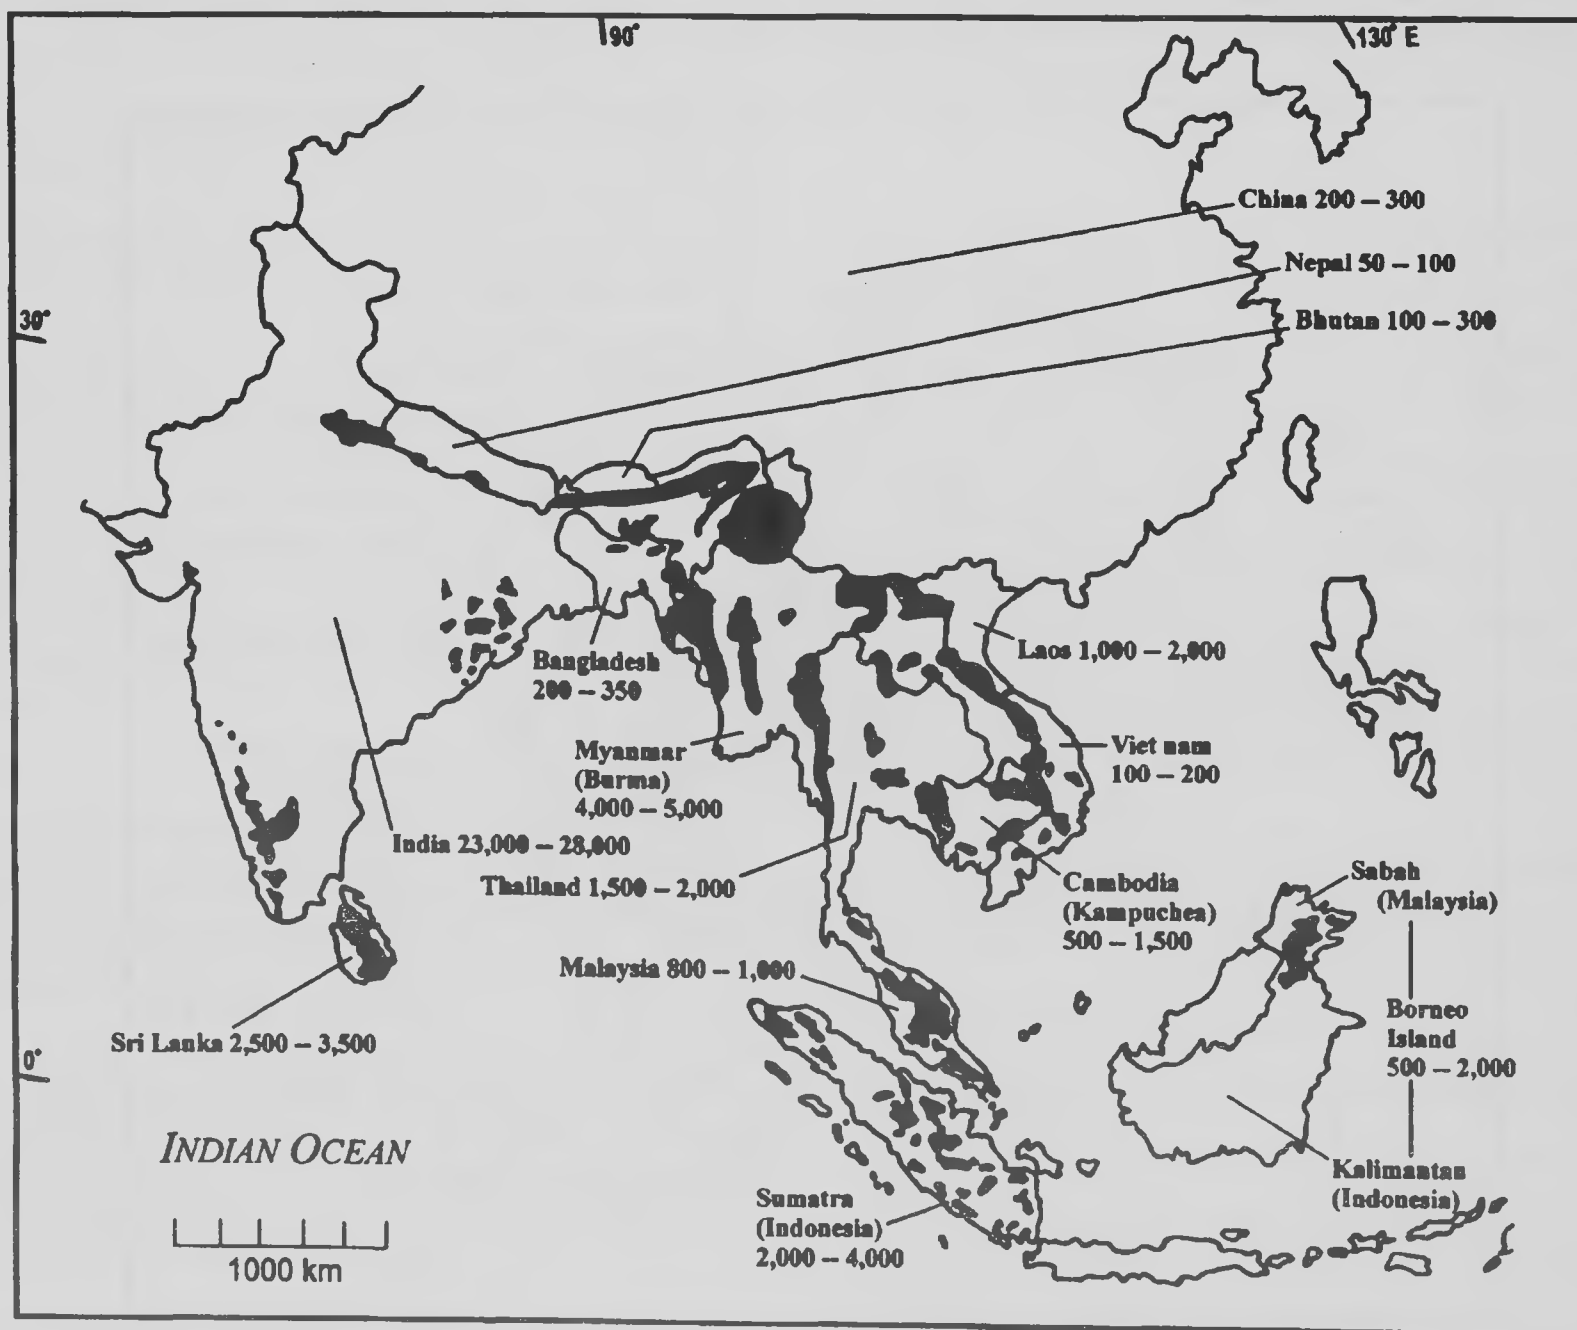 90°
130° E
China 200 – 300
Nepal 50 – 100
30°
Bhutan 100 – 300
Laos 1,000 – 2,000
Bangladesh
200 – 350
Myanmar
(Burma)
4,000 – 5,000
Viet nam
100 – 200
India 23,000 – 28,000
Thailand 1,500 – 2,000
Cambodia
(Kampuchea)
500 – 1,500
Sabah
(Malaysia)
Malaysia 800 – 1,000
Borneo
Island
500 – 2,000
Sri Lanka 2,500 – 3,500
0°
INDIAN OCEAN
Kalimantan
(Indonesia)
Sumatra
(Indonesia)
2,000 – 4,000
1000 km